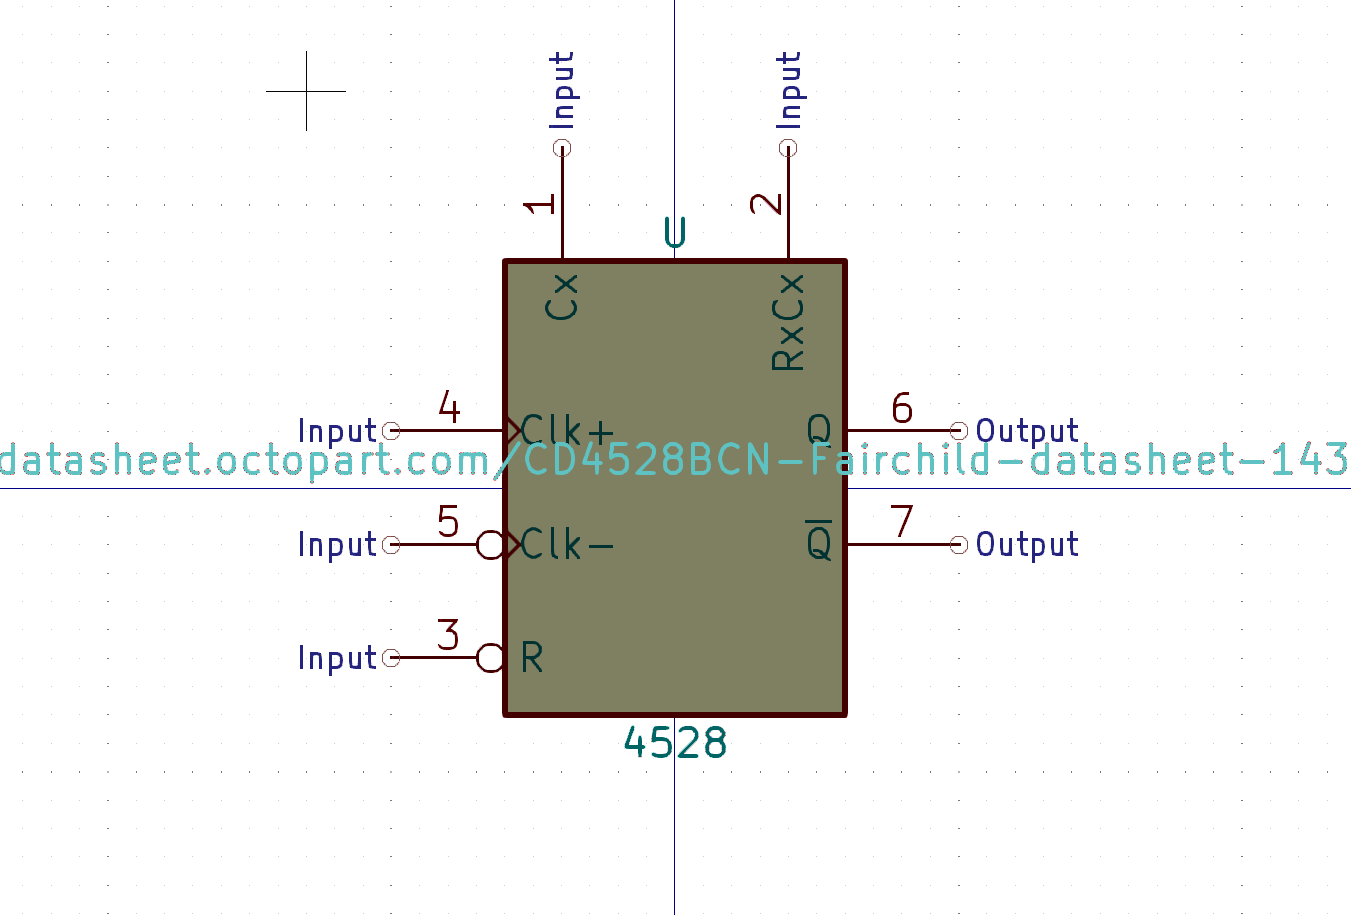 Input
Input
1
2
U
Cx
RxCx
4
6
Input
Clk+
Q
Output
datasheet.octopart.com/CD4528BCN-Fairchild-datasheet-143
5
7
Input
Clk-
Q̅
Output
3
Input
R
4528